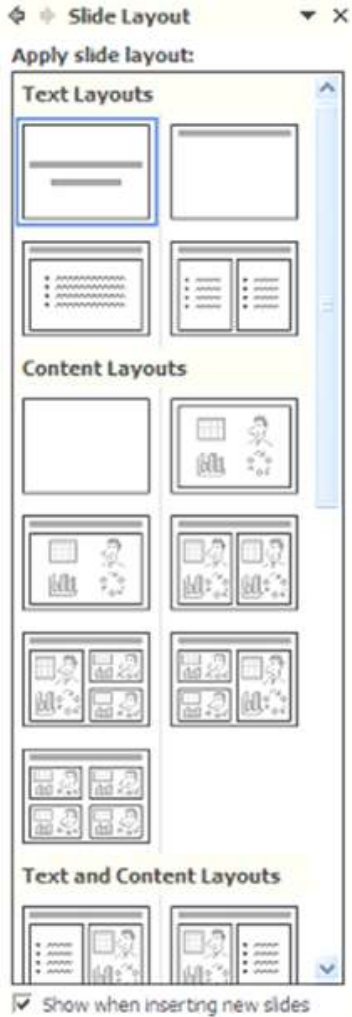 Slide Layout
Apply slide layout:
Text Layouts
Content Layouts
Text and Content Layouts
Show when inserting new slides